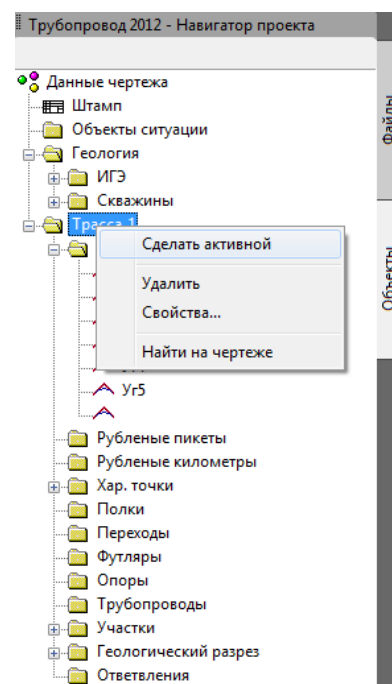 Трубопровод 2012 - Навигатор проекта
Данные чертежа
Штамп
Объекты ситуации
Геология
ИГЭ
Скважины
Трасса 1
Сделать активной
Удалить
Свойства...
Найти на чертеже
Уг5
Рубленые пикеты
Рубленые километры
Хар. точки
Полки
Переходы
Футляры
Опоры
Трубопроводы
Участки
Геологический разрез
Ответвления
Файлы
Объекты